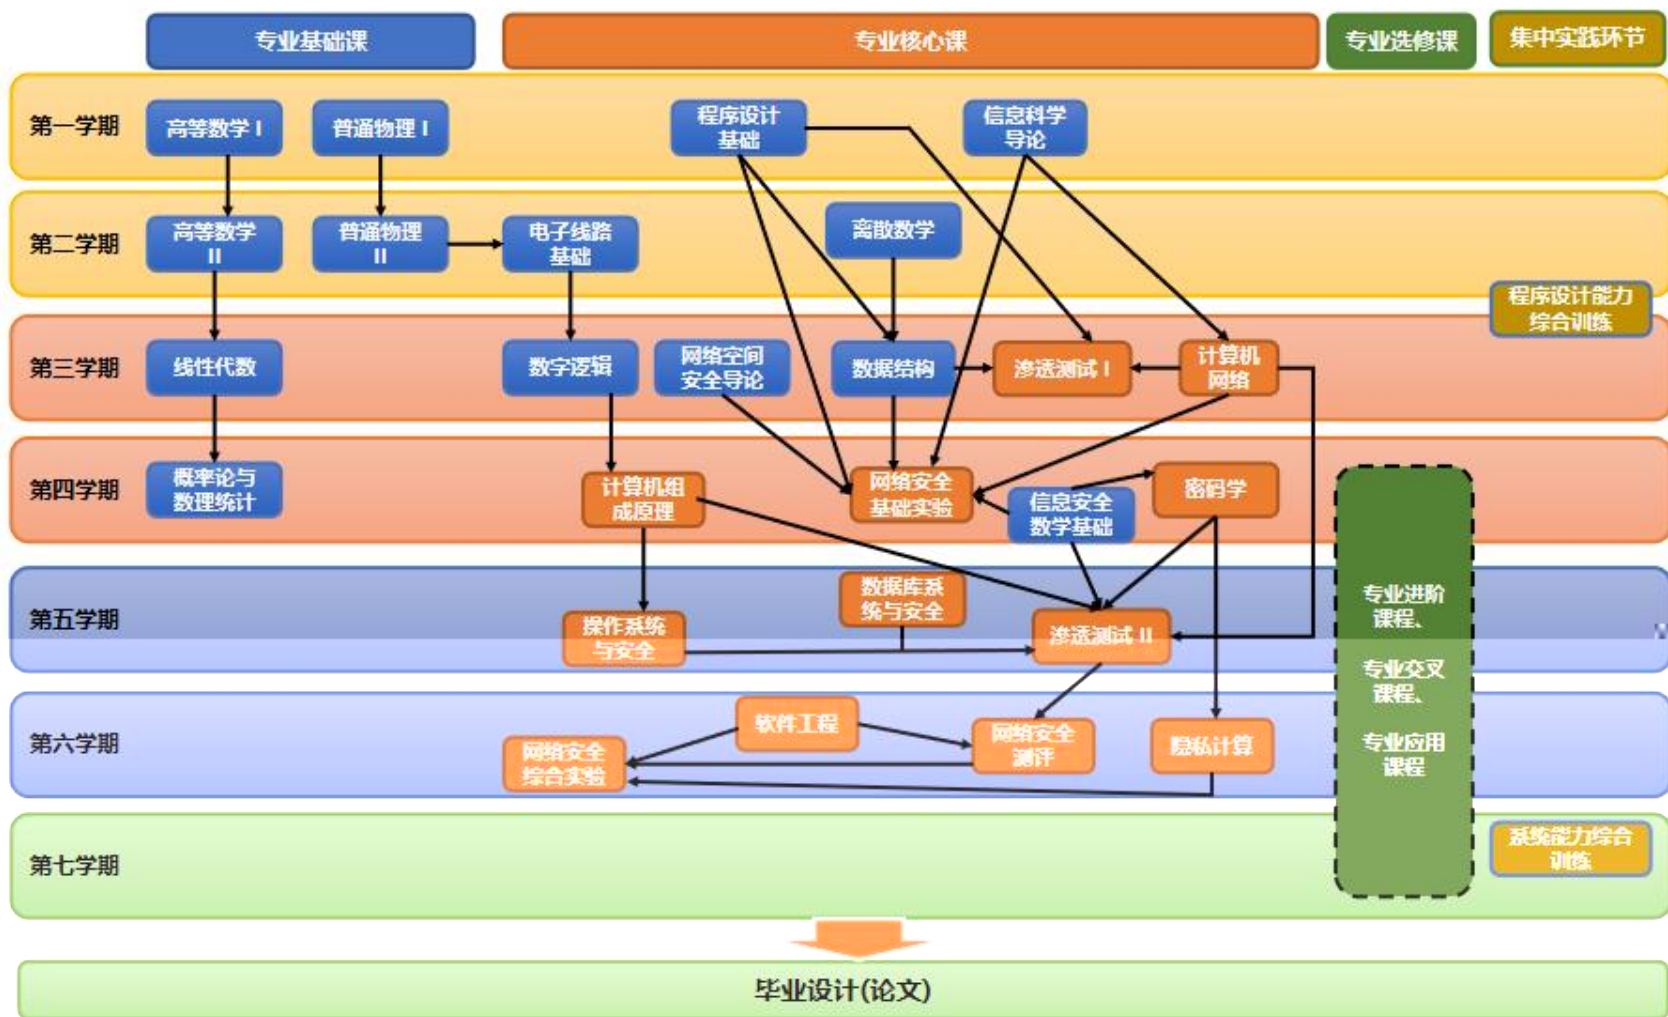 专业基础课
专业核心课
专业选修课
集中实践环节
第一学期
高等数学 I
普通物理 I
程序设计
基础
信息科学
导论
第二学期
高等数学
II
普通物理
II
电子线路
基础
离散数学
程序设计能力
综合训练
第三学期
线性代数
数字逻辑
网络空间
安全导论
数据结构
渗透测试 I
计算机
网络
第四学期
概率论与
数理统计
计算机组
成原理
网络安全
基础实验
信息安全
数学基础
密码学
第五学期
操作系统
与安全
数据库系
统与安全
渗透测试 II
专业进阶
课程、
专业交叉
课程、
专业应用
课程
第六学期
网络安全
综合实验
软件工程
网络安全
测评
隐私计算
第七学期
系统能力综合
训练
毕业设计(论文)